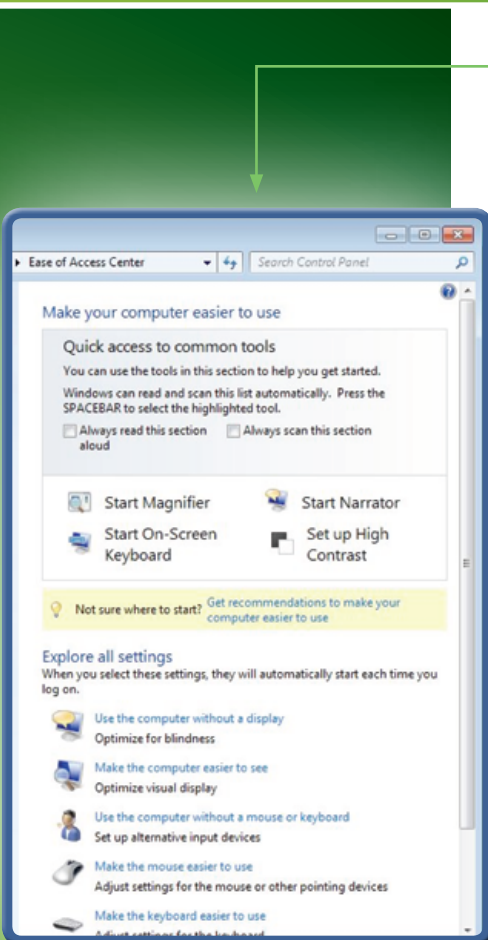 Ease of Access Center
Search Control Panel
Make your computer easier to use
Quick access to common tools
You can use the tools in this section to help you get started.
Windows can read and scan this list automatically. Press the
SPACEBAR to select the highlighted tool.
Always read this section
aloud
Always scan this section
Start Magnifier
Start Narrator
Start On-Screen
Keyboard
Set up High
Contrast
Not sure where to start?
Get recommendations to make your
computer easier to use
Explore all settings
When you select these settings, they will automatically start each time you
log on.
Use the computer without a display
Optimize for blindness
Make the computer easier to see
Optimize visual display
Use the computer without a mouse or keyboard
Set up alternative input devices
Make the mouse easier to use
Adjust settings for the mouse or other pointing devices
Make the keyboard easier to use
Adjust settings for the keyboard